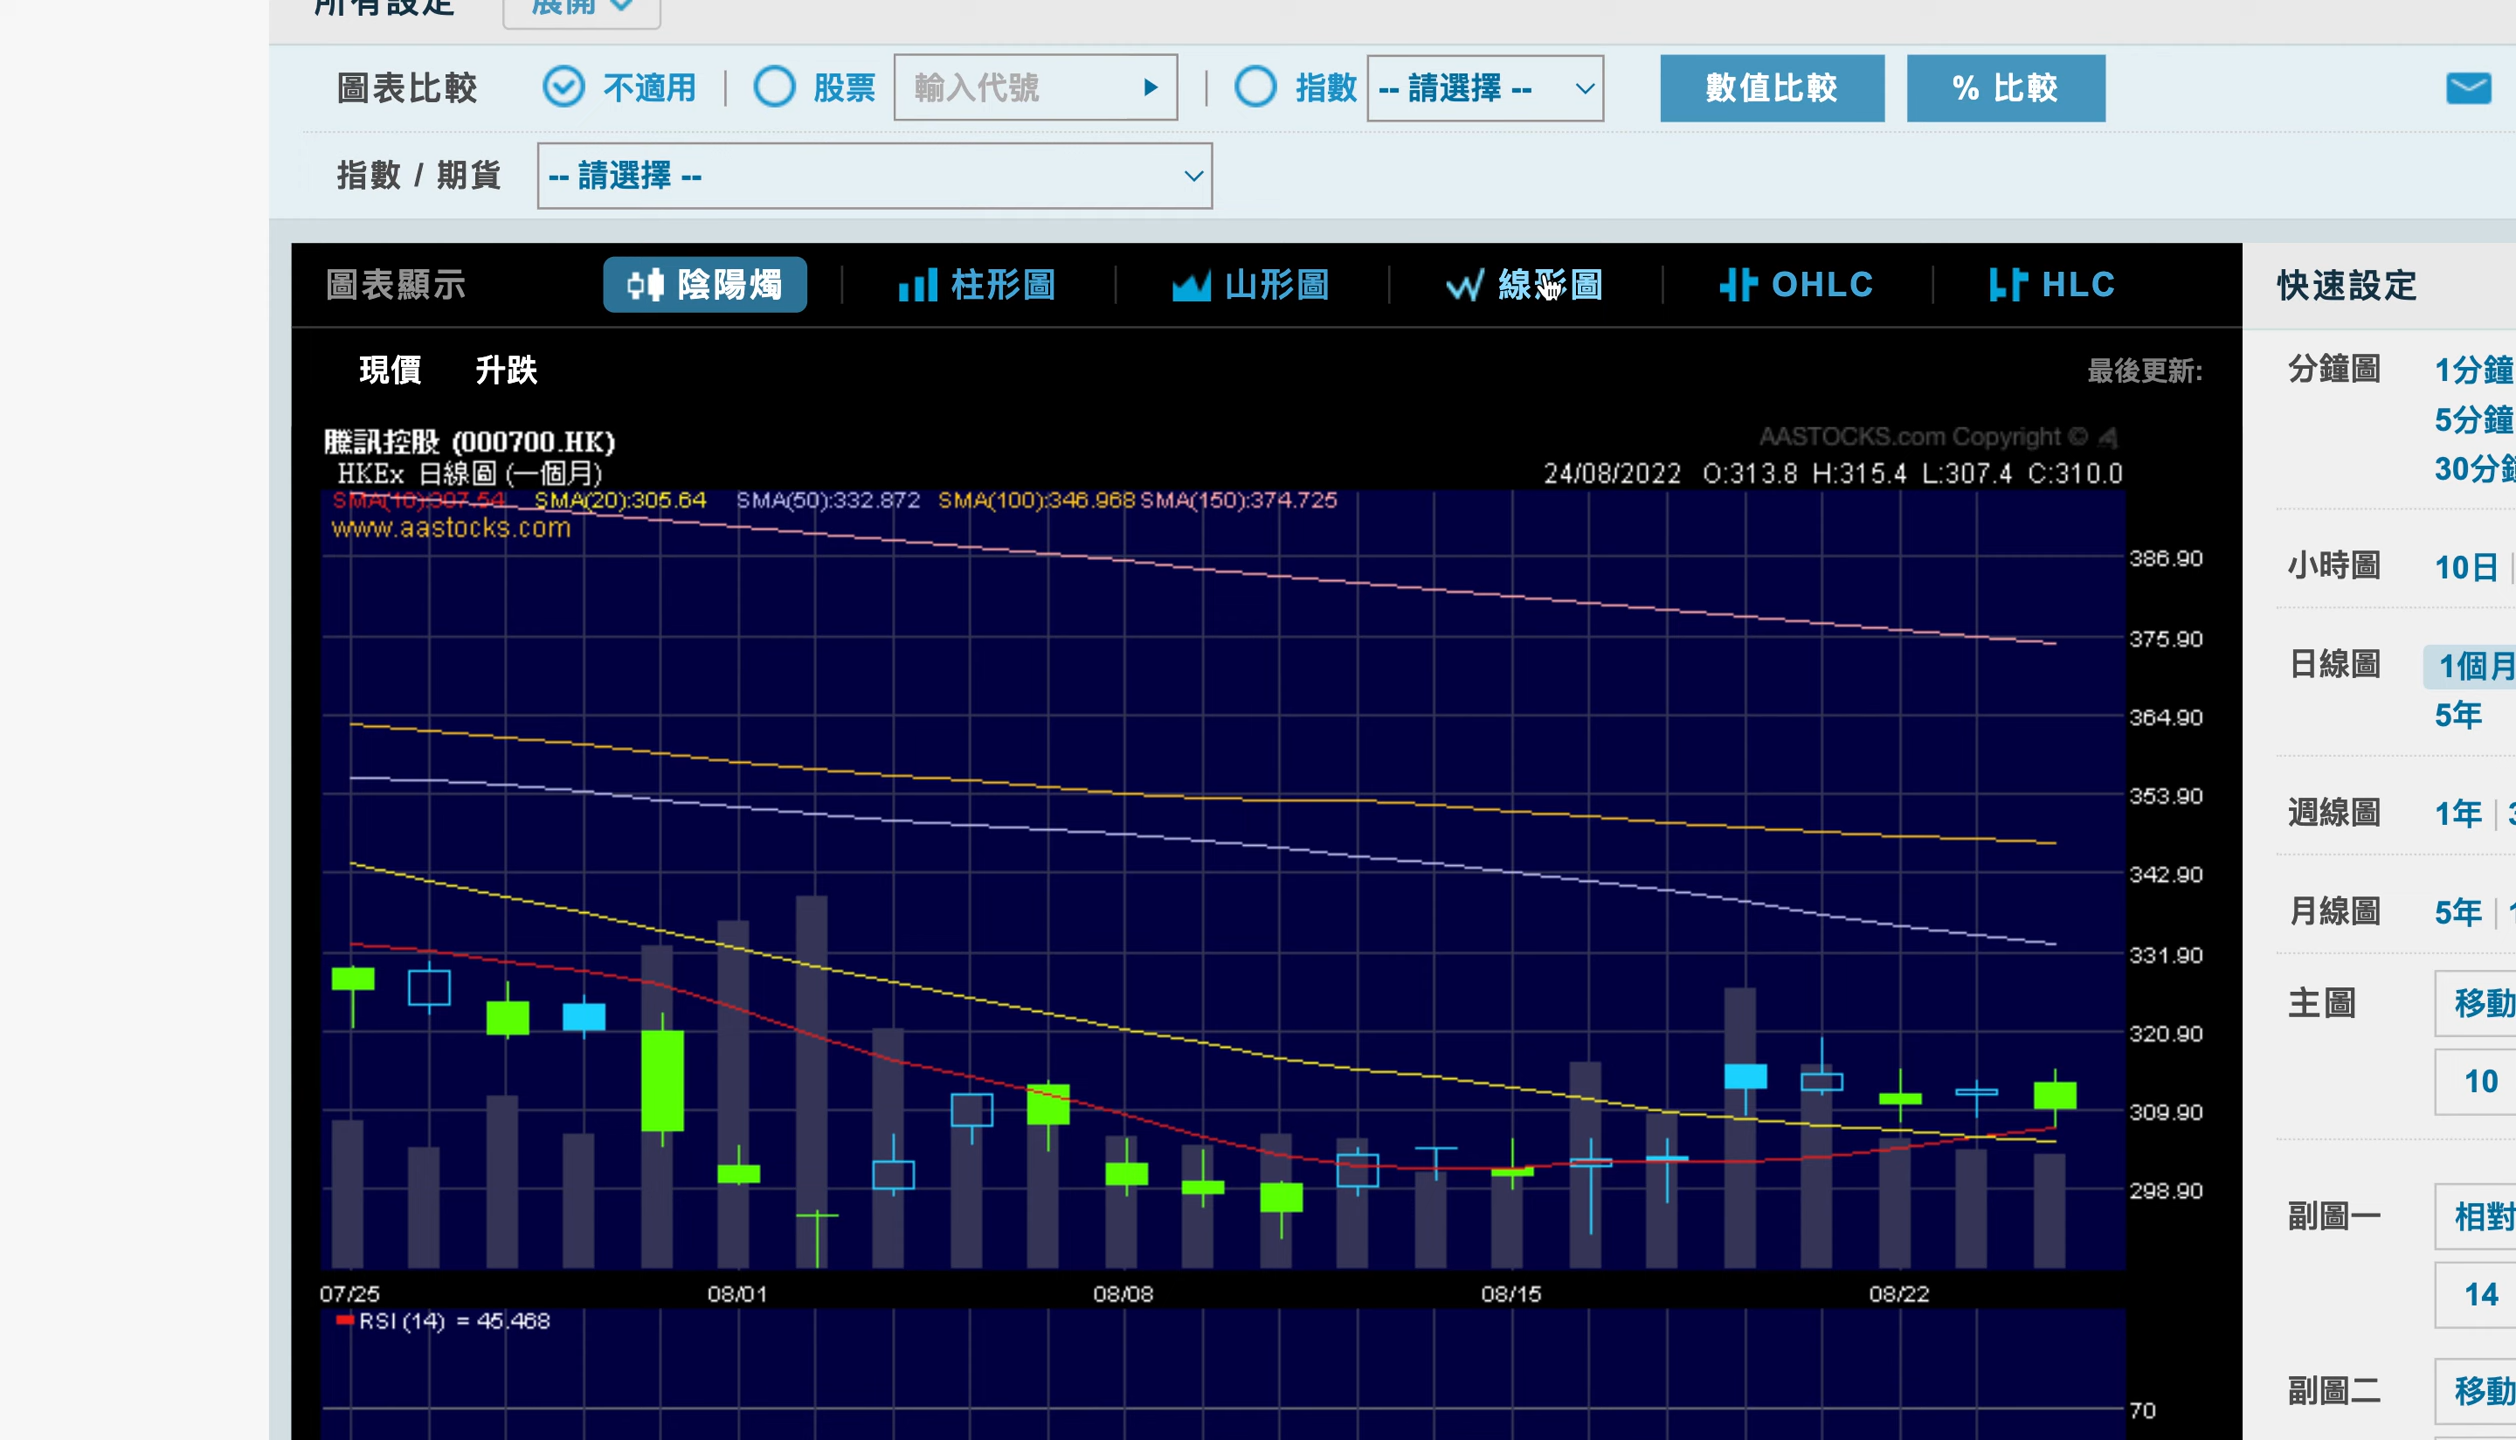 所有設定 展開
圖表比較 不適用 | 股票 輸入代號 | 指數 -- 請選擇 -- 數值比較 % 比較
指數 / 期貨 -- 請選擇 --
圖表顯示 陰陽燭 柱形圖 山形圖 線形圖 OHLC HLC
快速設定
現價 升跌 最後更新:
騰訊控股 (000700.HK)
AASTOCKS.com Copyright ©
HKEx 日線圖 (一個月)
24/08/2022 O:313.8 H:315.4 L:307.4 C:310.0
SMA(10):307.54 SMA(20):305.64 SMA(50):332.872 SMA(100):346.968 SMA(150):374.725
www.aastocks.com
386.90
375.90
364.90
353.90
342.90
331.90
320.90
309.90
298.90
07/25 08/01 08/08 08/15 08/22
RSI (14) = 45.468
70
分鐘圖 1分鐘
5分鐘
30分鐘
小時圖 10日 |
日線圖 1個月
5年
週線圖 1年 | 3
月線圖 5年 | 1
主圖 移動
10
副圖一 相對
14
副圖二 移動